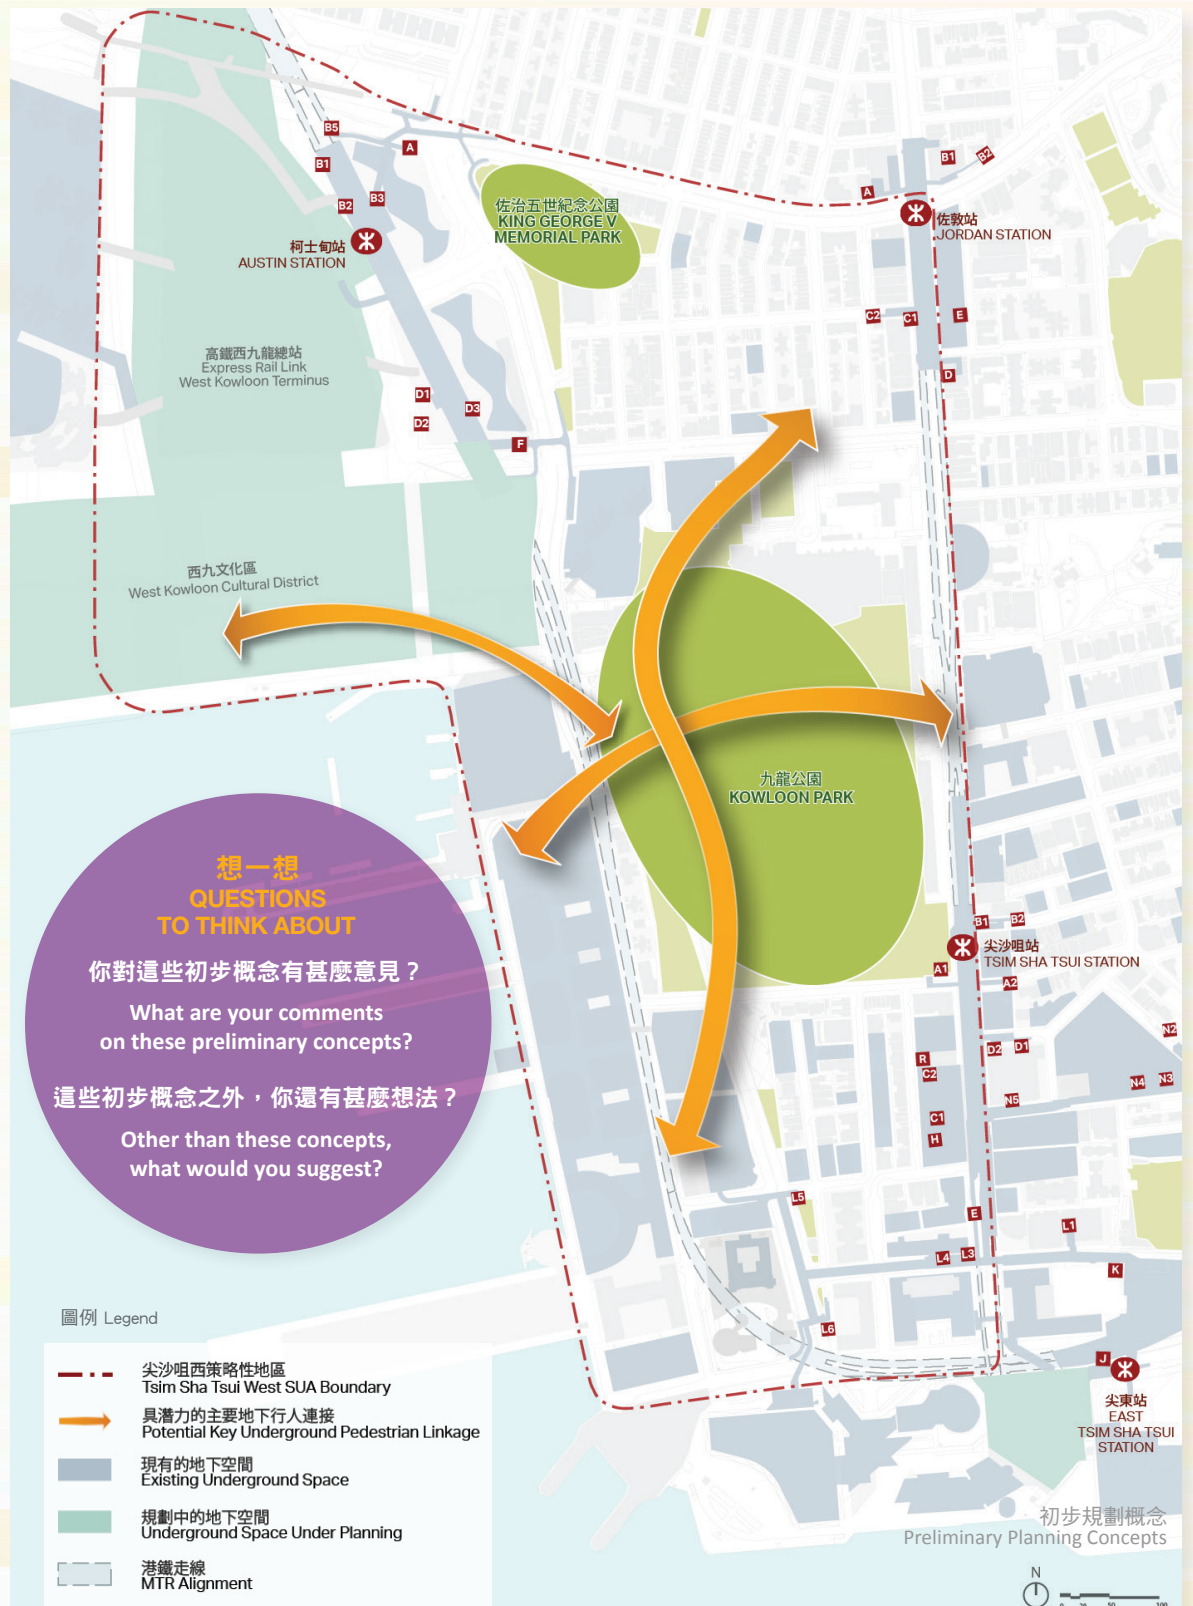 B5
A
B1
B2
B3
柯士甸站
AUSTIN STATION
佐治五世紀念公園
KING GEORGE V
MEMORIAL PARK
B1
B2
A
佐敦站
JORDAN STATION
C2
C1
E
D
高鐵西九龍總站
Express Rail Link
West Kowloon Terminus
D1
D2
D3
F
西九文化區
West Kowloon Cultural District
九龍公園
KOWLOON PARK
想一想
QUESTIONS
TO THINK ABOUT
你對這些初步概念有甚麼意見？
What are your comments
on these preliminary concepts?
這些初步概念之外，你還有甚麼想法？
Other than these concepts,
what would you suggest?
B1
B2
尖沙咀站
TSIM SHA TSUI STATION
A1
A2
R
C2
D2
D1
N2
N4
N3
N5
C1
H
L5
E
L1
L4
L3
K
L6
J
尖東站
EAST
TSIM SHA TSUI
STATION
圖例 Legend
尖沙咀西策略性地區
Tsim Sha Tsui West SUA Boundary
具潛力的主要地下行人連接
Potential Key Underground Pedestrian Linkage
現有的地下空間
Existing Underground Space
規劃中的地下空間
Underground Space Under Planning
港鐵走線
MTR Alignment
初步規劃概念
Preliminary Planning Concepts
N